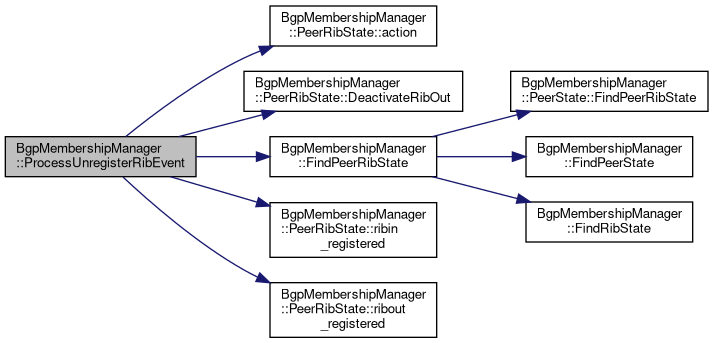 BgpMembershipManager
::ProcessUnregisterRibEvent
BgpMembershipManager
::PeerRibState::action
BgpMembershipManager
::PeerRibState::DeactivateRibOut
BgpMembershipManager
::FindPeerRibState
BgpMembershipManager
::PeerRibState::ribin
_registered
BgpMembershipManager
::PeerRibState::ribout
_registered
BgpMembershipManager
::PeerState::FindPeerRibState
BgpMembershipManager
::FindPeerState
BgpMembershipManager
::FindRibState